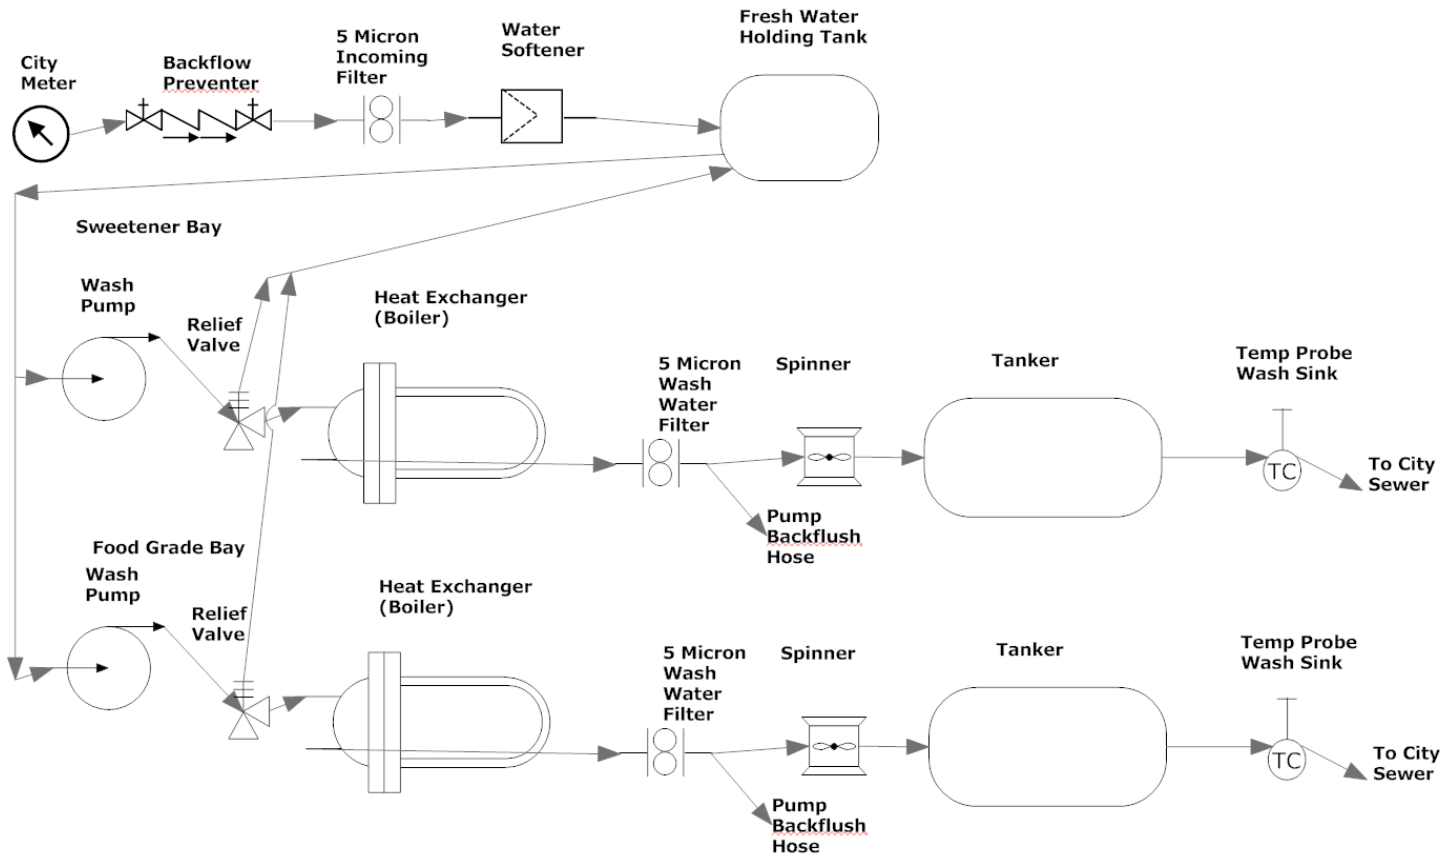 City
Meter
Backflow
Preventer
5 Micron
Incoming
Filter
Water
Softener
Fresh Water
Holding Tank
Sweetener Bay
Wash
Pump
Relief
Valve
Heat Exchanger
(Boiler)
5 Micron
Wash
Water
Filter
Spinner
Tanker
Temp Probe
Wash Sink
TC
To City
Sewer
Pump
Backflush
Hose
Food Grade Bay
Wash
Pump
Relief
Valve
Heat Exchanger
(Boiler)
5 Micron
Wash
Water
Filter
Spinner
Tanker
Temp Probe
Wash Sink
TC
To City
Sewer
Pump
Backflush
Hose